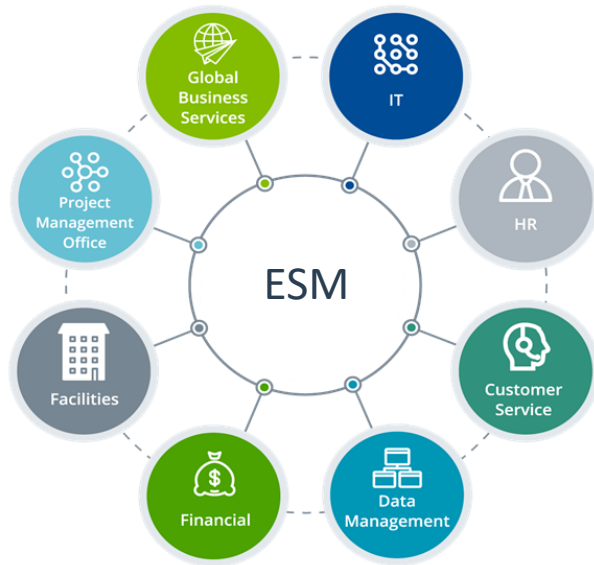 Global
Business
Services
IT
HR
Customer
Service
Data
Management
$
Financial
Facilities
Project
Management
Office
ESM